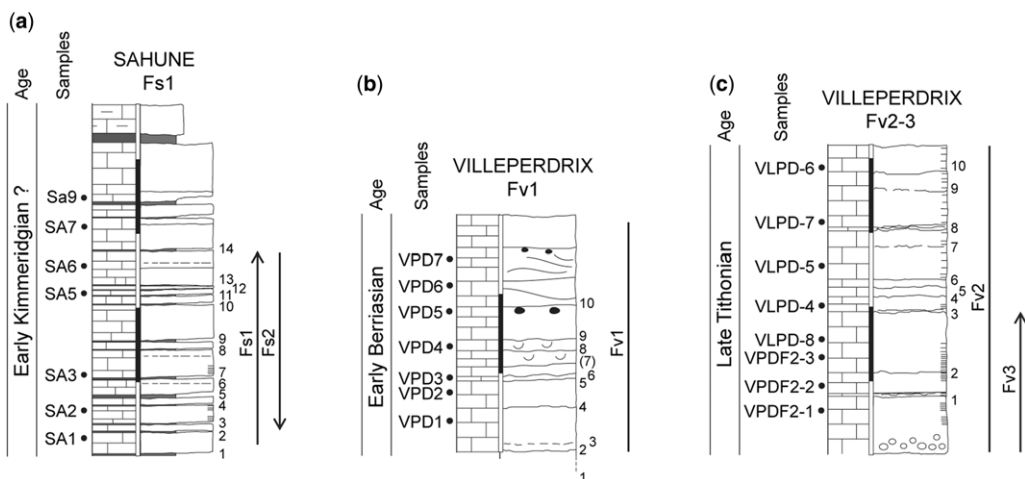 (a)
SAHUNE
Fs1
Age
Samples
Early Kimmeridgian ?
Sa9
SA7
SA6
SA5
SA3
SA2
SA1
14
13
12
11
10
9
8
7
6
5
4
3
2
1
Fs1
Fs2
(b)
VILLEPERDRIX
Fv1
Age
Samples
Early Berriasian
VPD7
VPD6
VPD5
VPD4
VPD3
VPD2
VPD1
10
9
8
(7)
6
5
4
3
2
1
Fv1
(c)
VILLEPERDRIX
Fv2-3
Age
Samples
Late Tithonian
VLPD-6
VLPD-7
VLPD-5
VLPD-4
VLPD-8
VPDF2-3
VPDF2-2
VPDF2-1
10
9
8
7
6
5
4
3
2
1
Fv2
Fv3